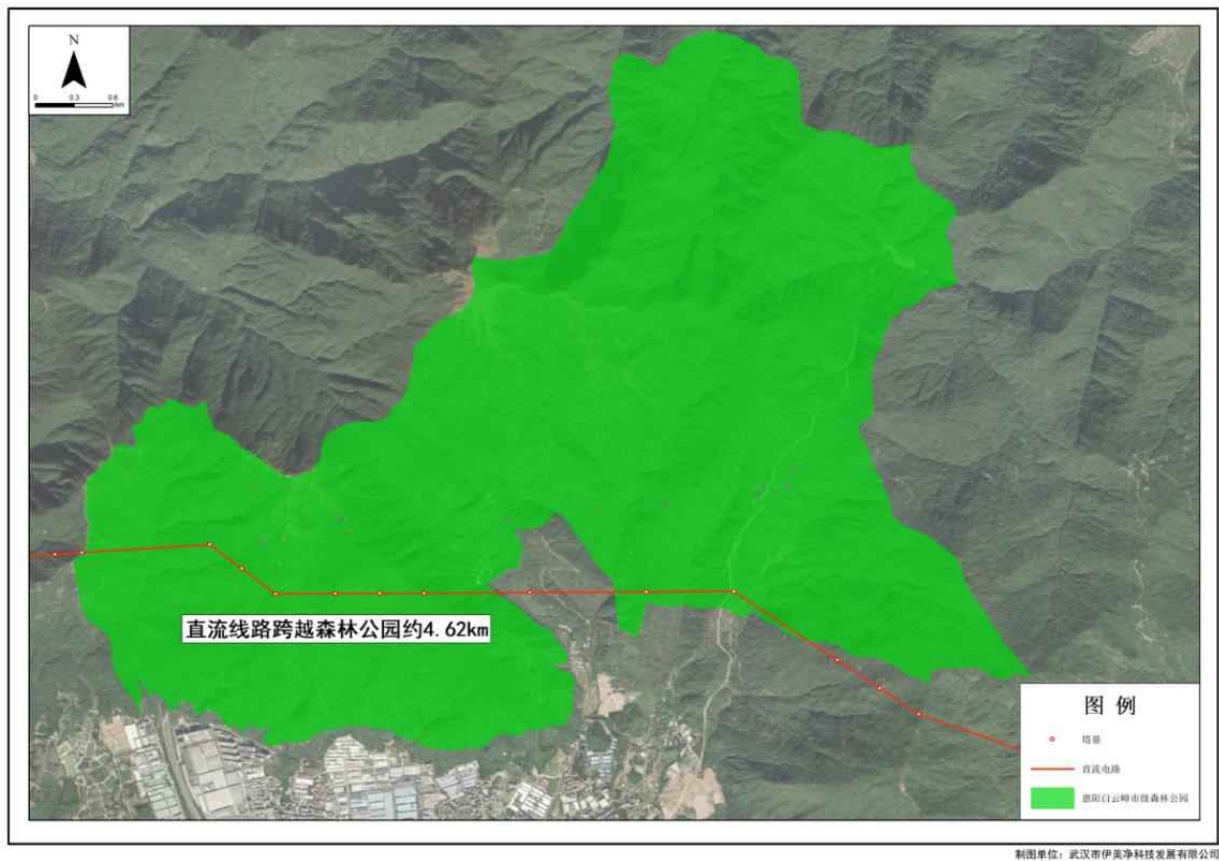 N
0 0.3 0.6
km
直流线路跨越森林公园约4.62km
图 例
塔基
直流电路
惠阳白云嶂市级森林公园
制图单位：武汉市伊美净科技发展有限公司